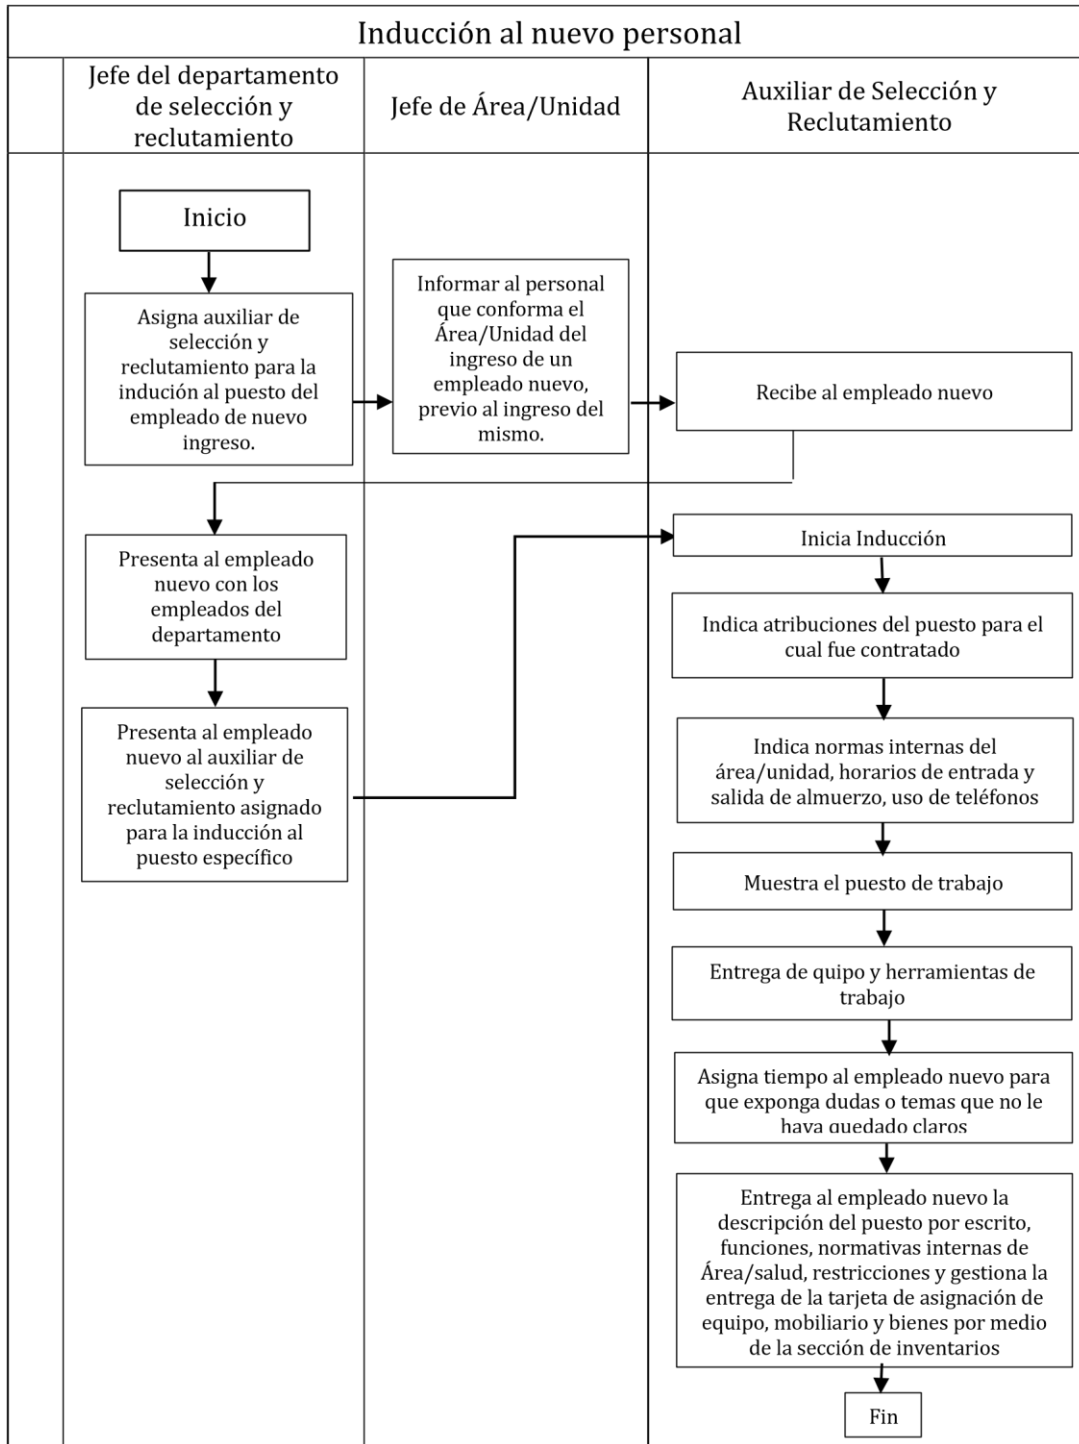 Inducción al nuevo personal
Jefe del departamento
de selección y
reclutamiento
Jefe de Área/Unidad
Auxiliar de Selección y
Reclutamiento
Inicio
Asigna auxiliar de
selección y
reclutamiento para la
indución al puesto del
empleado de nuevo
ingreso.
Informar al personal
que conforma el
Área/Unidad del
ingreso de un
empleado nuevo,
previo al ingreso del
mismo.
Recibe al empleado nuevo
Presenta al empleado
nuevo con los
empleados del
departamento
Presenta al empleado
nuevo al auxiliar de
selección y
reclutamiento asignado
para la inducción al
puesto específico
Inicia Inducción
Indica atribuciones del puesto para el
cual fue contratado
Indica normas internas del
área/unidad, horarios de entrada y
salida de almuerzo, uso de teléfonos
Muestra el puesto de trabajo
Entrega de quipo y herramientas de
trabajo
Asigna tiempo al empleado nuevo para
que exponga dudas o temas que no le
haya quedado claros
Entrega al empleado nuevo la
descripción del puesto por escrito,
funciones, normativas internas de
Área/salud, restricciones y gestiona la
entrega de la tarjeta de asignación de
equipo, mobiliario y bienes por medio
de la sección de inventarios
Fin